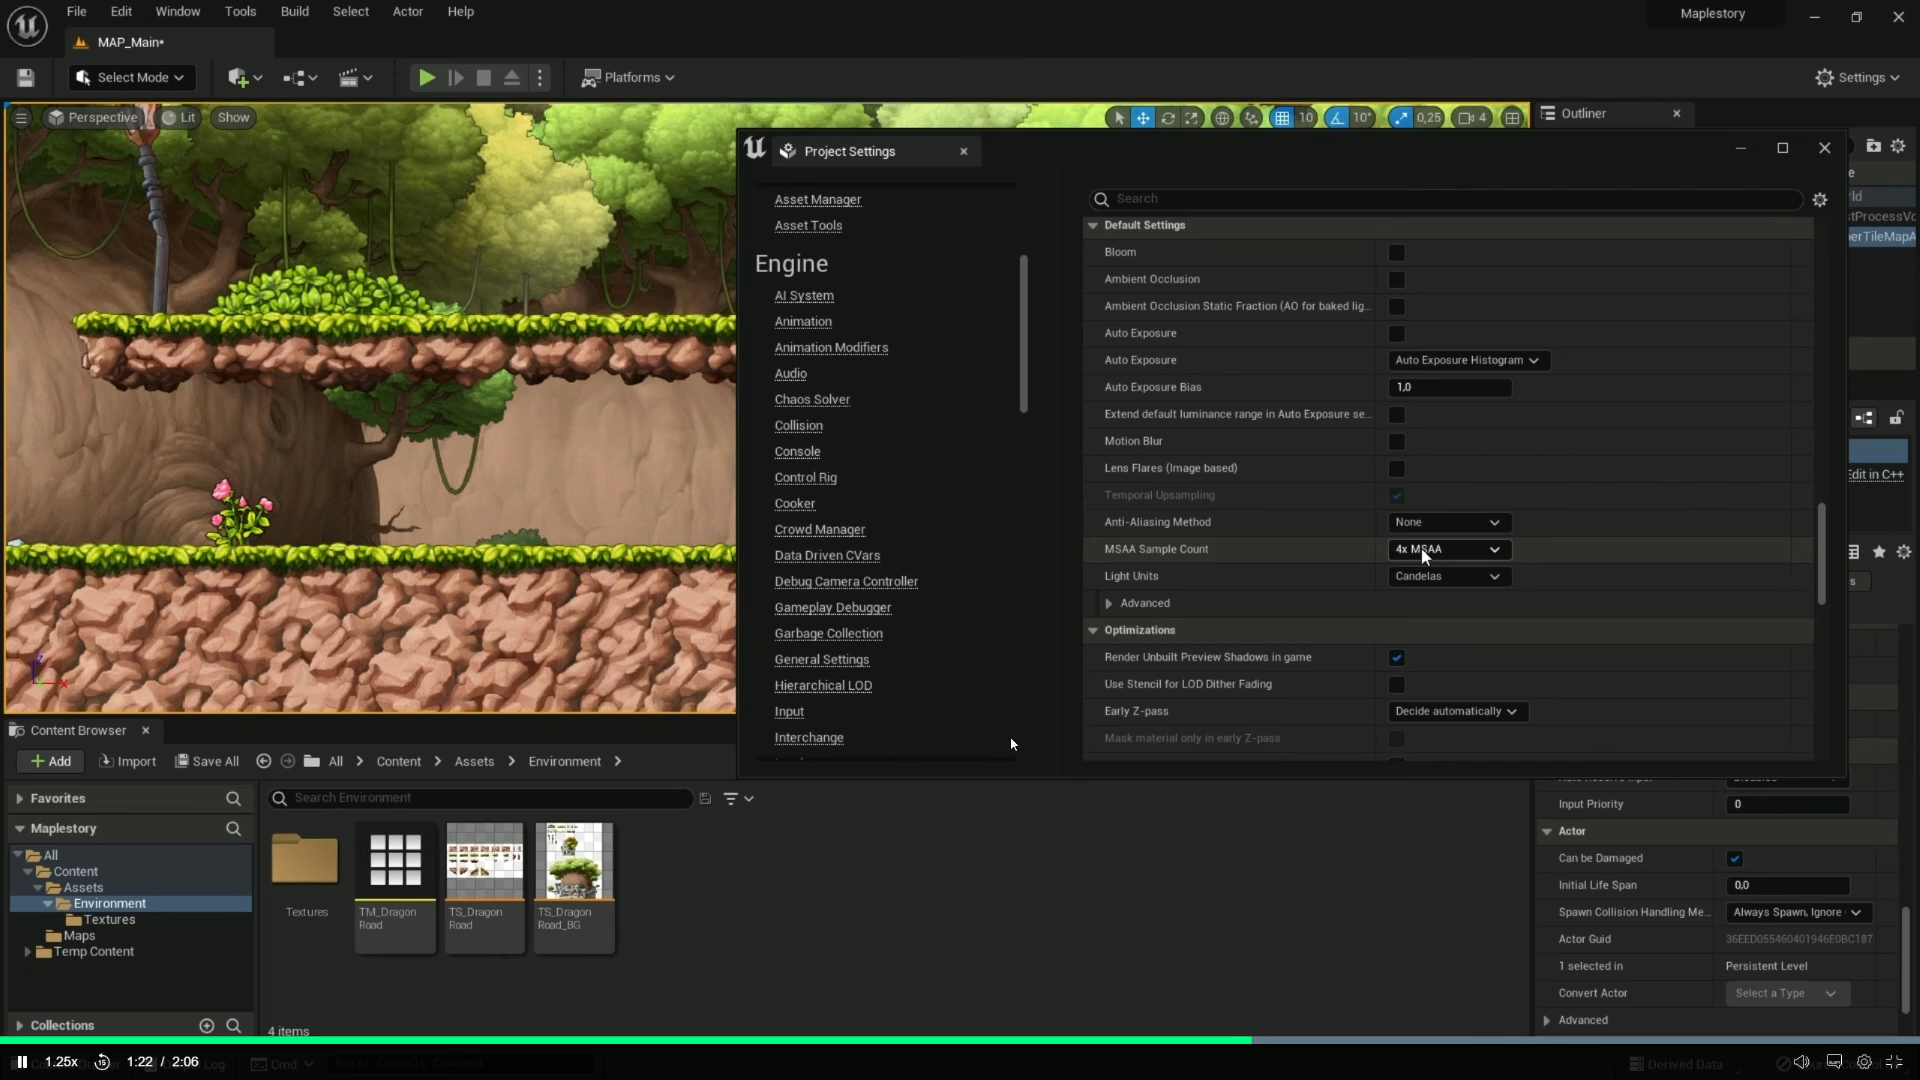 File Edit Window Tools Build Select Actor Help
Maplestory
MAP_Main*
Select Mode
Platforms
Settings
Perspective Lit Show
10 10° 0,25 4
Outliner
Project Settings
Asset Manager
Asset Tools
Engine
AI System
Animation
Animation Modifiers
Audio
Chaos Solver
Collision
Console
Control Rig
Cooker
Crowd Manager
Data Driven CVars
Debug Camera Controller
Gameplay Debugger
Garbage Collection
General Settings
Hierarchical LOD
Input
Interchange
Search
Default Settings
Bloom
Ambient Occlusion
Ambient Occlusion Static Fraction (AO for baked lig...
Auto Exposure
Auto Exposure Auto Exposure Histogram
Auto Exposure Bias 1,0
Extend default luminance range in Auto Exposure se...
Motion Blur
Lens Flares (Image based)
Temporal Upsampling
Anti-Aliasing Method None
MSAA Sample Count 4x MSAA
Light Units Candelas
Advanced
Optimizations
Render Unbuilt Preview Shadows in game
Use Stencil for LOD Dither Fading
Early Z-pass Decide automatically
Mask material only in early Z-pass
Edit in C++
Content Browser
Add Import Save All All Content Assets Environment
Favorites
Maplestory
All
Content
Assets
Environment
Textures
Maps
Temp Content
Collections
Search Environment
Textures
TM_Dragon
Road
TS_Dragon
Road
TS_Dragon
Road_BG
4 items
Input Priority 0
Actor
Can be Damaged
Initial Life Span 0,0
Spawn Collision Handling Me... Always Spawn, Ignore
Actor Guid 36EED055460401946E0BC187
1 selected in Persistent Level
Convert Actor Select a Type
Advanced
1.25x 15 1:22 / 2:06
Cmd
Derived Data